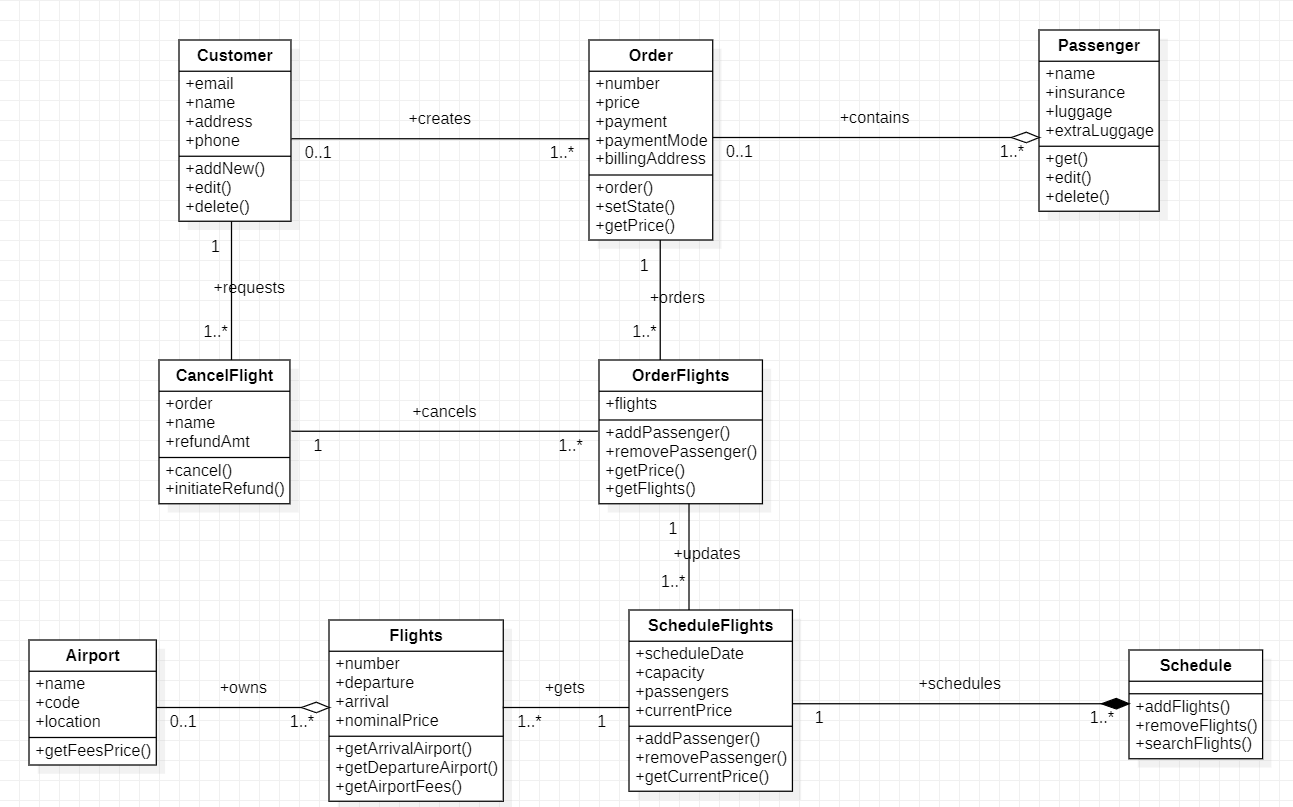 Customer
+email
+name
+address
+phone
+addNew()
+edit()
+delete()
+creates
0..1
1..*
Order
+number
+price
+payment
+paymentMode
+billingAddress
+order()
+setState()
+getPrice()
+contains
0..1
1..*
Passenger
+name
+insurance
+luggage
+extraLuggage
+get()
+edit()
+delete()
1
+requests
1..*
1
+orders
1..*
CancelFlight
+order
+name
+refundAmt
+cancel()
+initiateRefund()
+cancels
1
1..*
OrderFlights
+flights
+addPassenger()
+removePassenger()
+getPrice()
+getFlights()
1
+updates
1..*
Airport
+name
+code
+location
+getFeesPrice()
+owns
0..1
1..*
Flights
+number
+departure
+arrival
+nominalPrice
+getArrivalAirport()
+getDepartureAirport()
+getAirportFees()
+gets
1..*
1
ScheduleFlights
+scheduleDate
+capacity
+passengers
+currentPrice
+addPassenger()
+removePassenger()
+getCurrentPrice()
+schedules
1
1..*
Schedule
+addFlights()
+removeFlights()
+searchFlights()